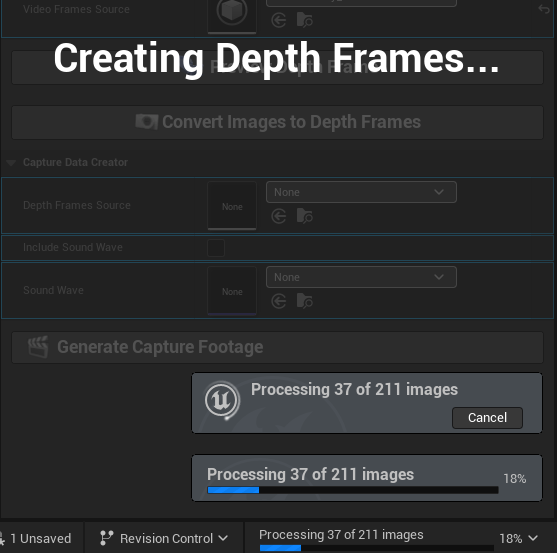 Video Frames Source
Creating Depth Frames...
Convert Images to Depth Frames
Capture Data Creator
Depth Frames Source
None
None
Include Sound Wave
Sound Wave
None
None
Generate Capture Footage
Processing 37 of 211 images
Cancel
Processing 37 of 211 images
18%
1 Unsaved
Revision Control
Processing 37 of 211 images
18%